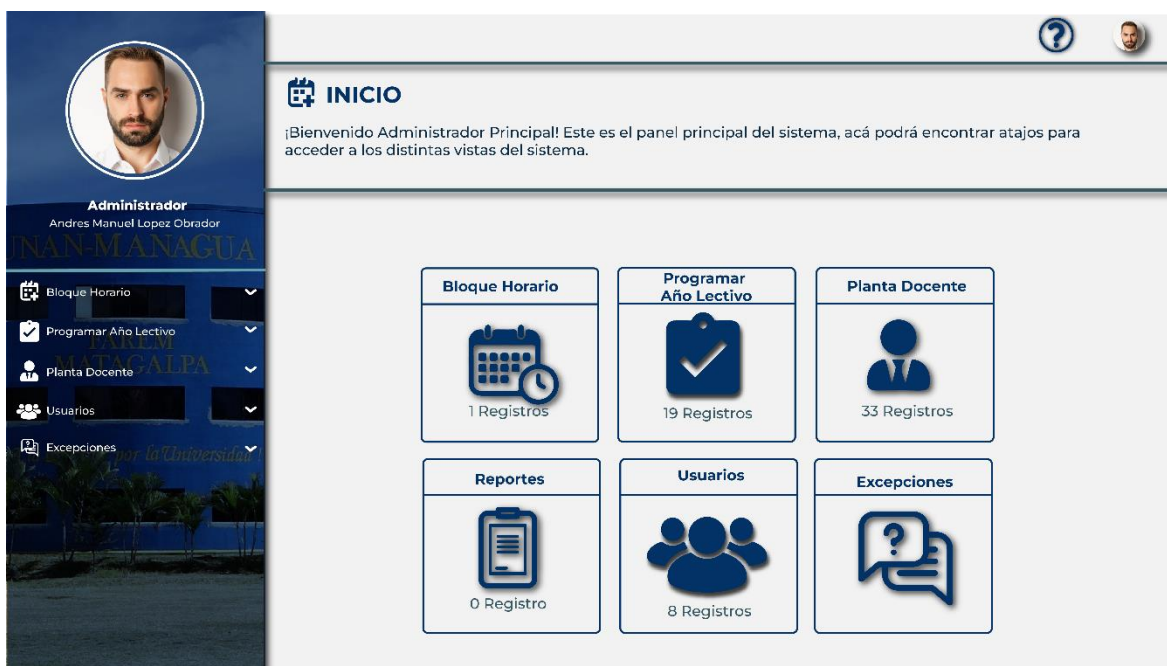 INICIO
¡Bienvenido Administrador Principal! Este es el panel principal del sistema, acá podrá encontrar atajos para
acceder a los distintas vistas del sistema.
Administrador
Andres Manuel Lopez Obrador
UNAN-MANAGUA
Bloque Horario
Programar Año Lectivo
FAREM
MATAGALPA
Planta Docente
Usuarios
Excepciones
por la Universidad !
Bloque Horario
1 Registros
Programar
Año Lectivo
19 Registros
Planta Docente
33 Registros
Reportes
0 Registro
Usuarios
8 Registros
Excepciones